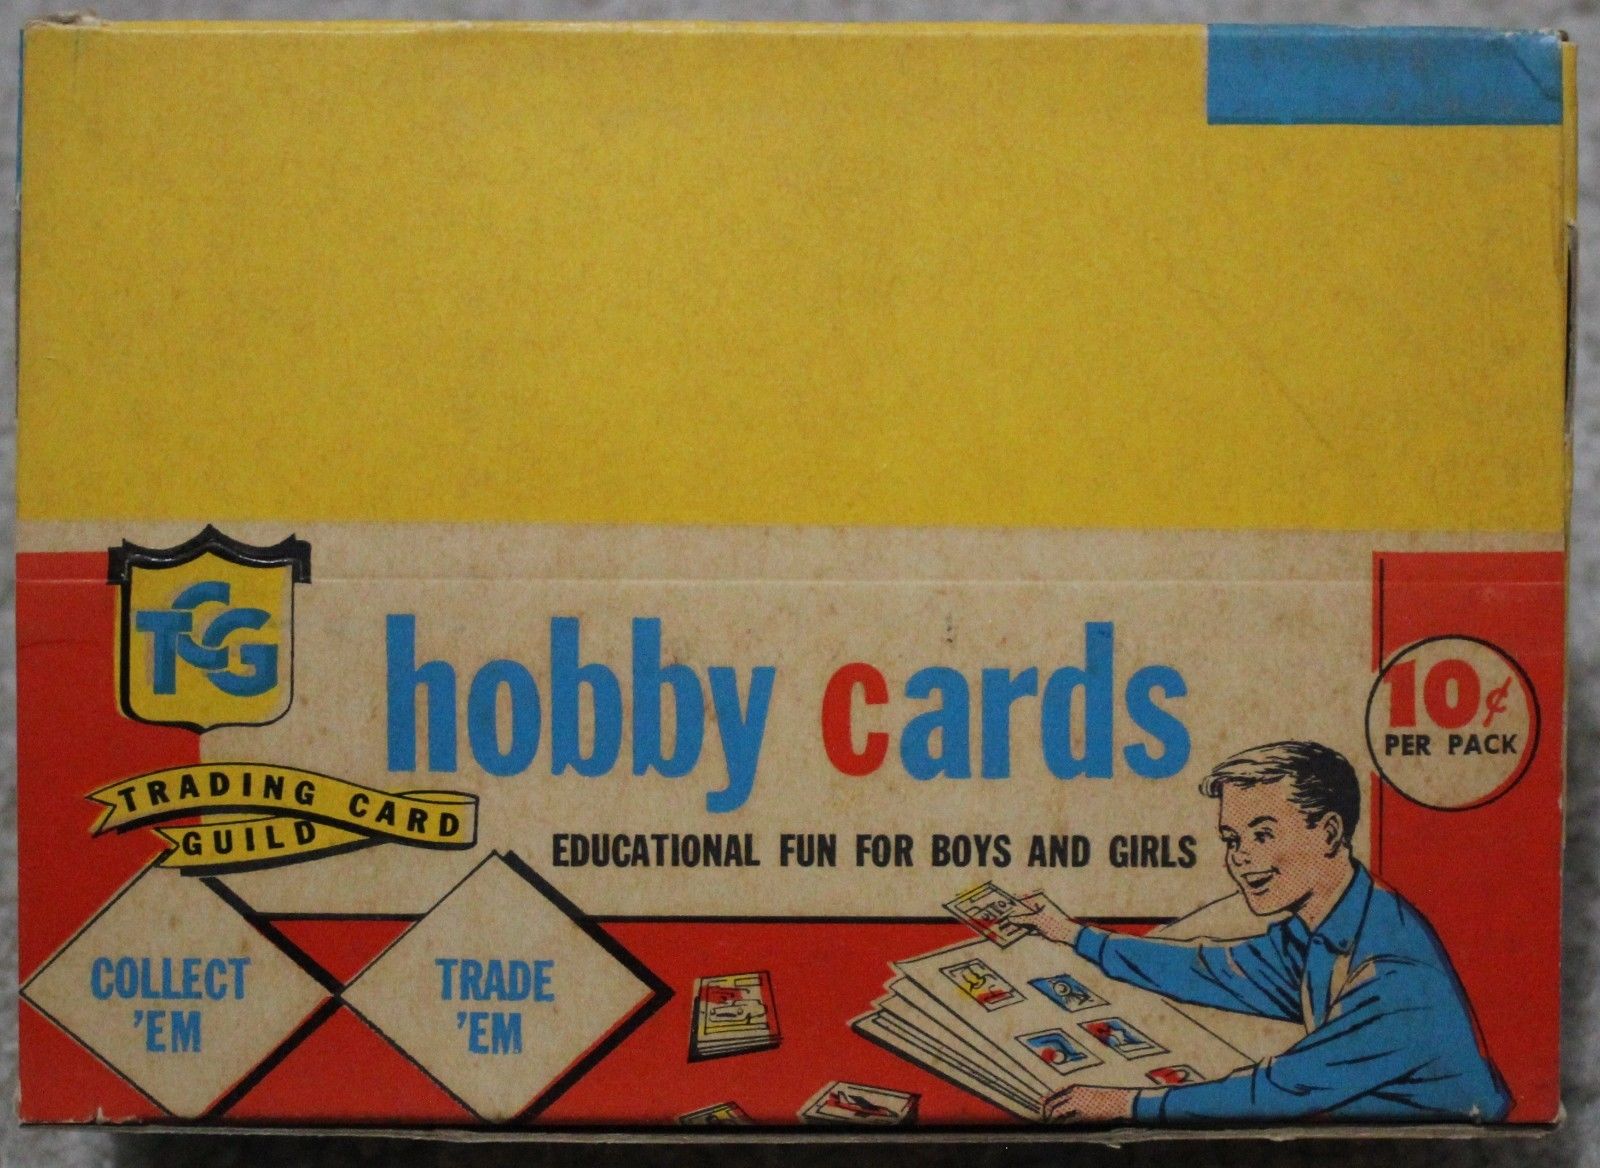 TCG
hobby cards
10¢
PER PACK
TRADING CARD
GUILD
EDUCATIONAL FUN FOR BOYS AND GIRLS
COLLECT
'EM
TRADE
'EM